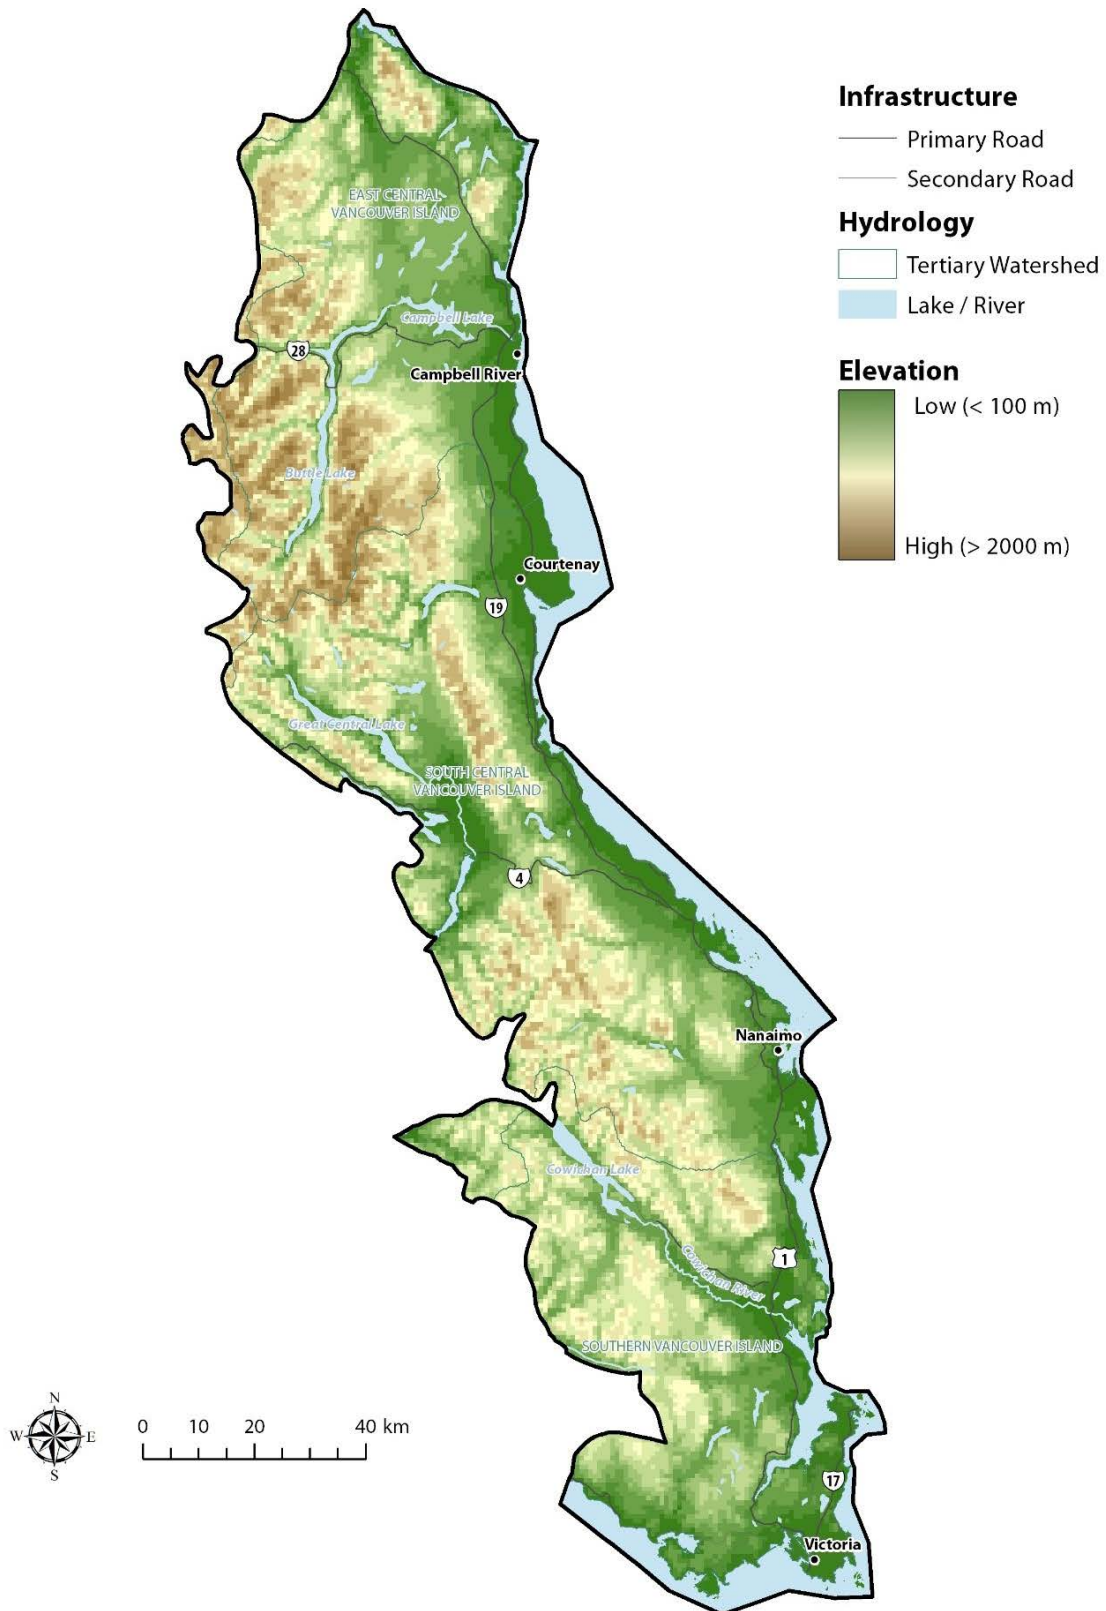 Infrastructure
Primary Road
Secondary Road
Hydrology
Tertiary Watershed
Lake / River
Elevation
Low (< 100 m)
High (> 2000 m)
EAST CENTRAL
VANCOUVER ISLAND
Campbell Lake
28
Campbell River
Buttle Lake
Courtenay
19
Great Central Lake
SOUTH CENTRAL
VANCOUVER ISLAND
4
Nanaimo
Cowichan Lake
1
Cowichan River
SOUTHERN VANCOUVER ISLAND
N
W E
S
0 10 20 40 km
17
Victoria